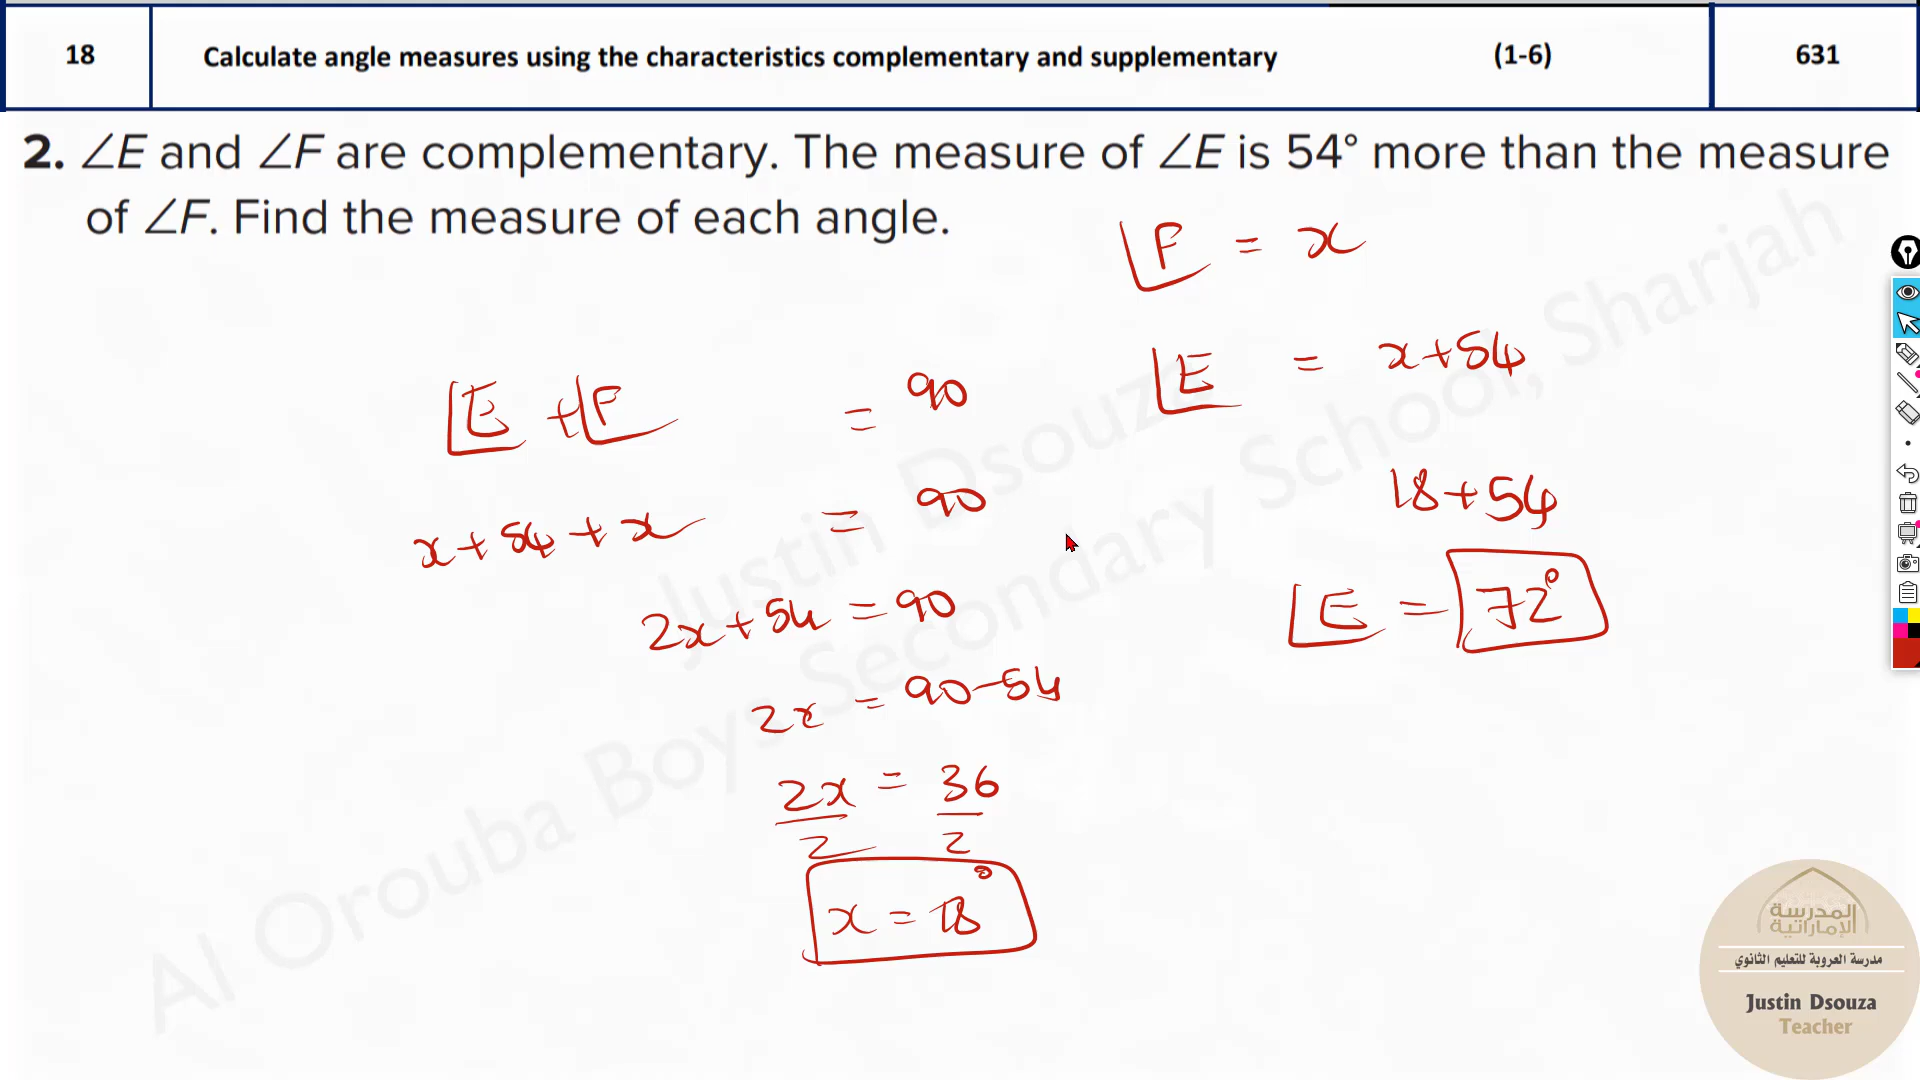 18 Calculate angle measures using the characteristics complementary and supplementary (1-6) 631
2. ∠E and ∠F are complementary. The measure of ∠E is 54° more than the measure
of ∠F. Find the measure of each angle.
∠F = x
∠E = x+54
∠E + ∠F = 90
x+54+x = 90
2x+54 = 90
2x = 90-54
2x/2 = 36/2
x = 18°
18+54
∠E = 72°
Justin Dsouza
Al Orouba Boys Secondary School, Sharjah
المدرسة
الإماراتية
مدرسة العروبة للتعليم الثانوي
Justin Dsouza
Teacher